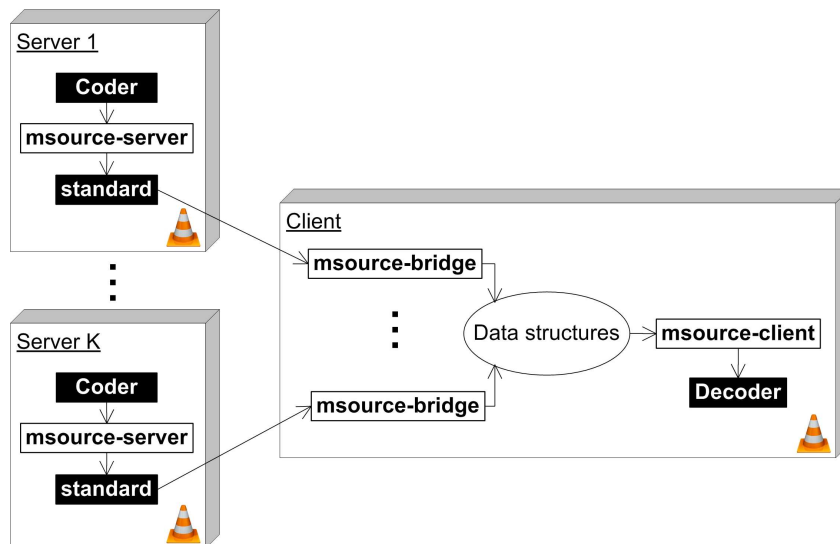 Server 1
Coder
msource-server
standard
Server K
Coder
msource-server
standard
Client
msource-bridge
msource-bridge
Data structures
msource-client
Decoder